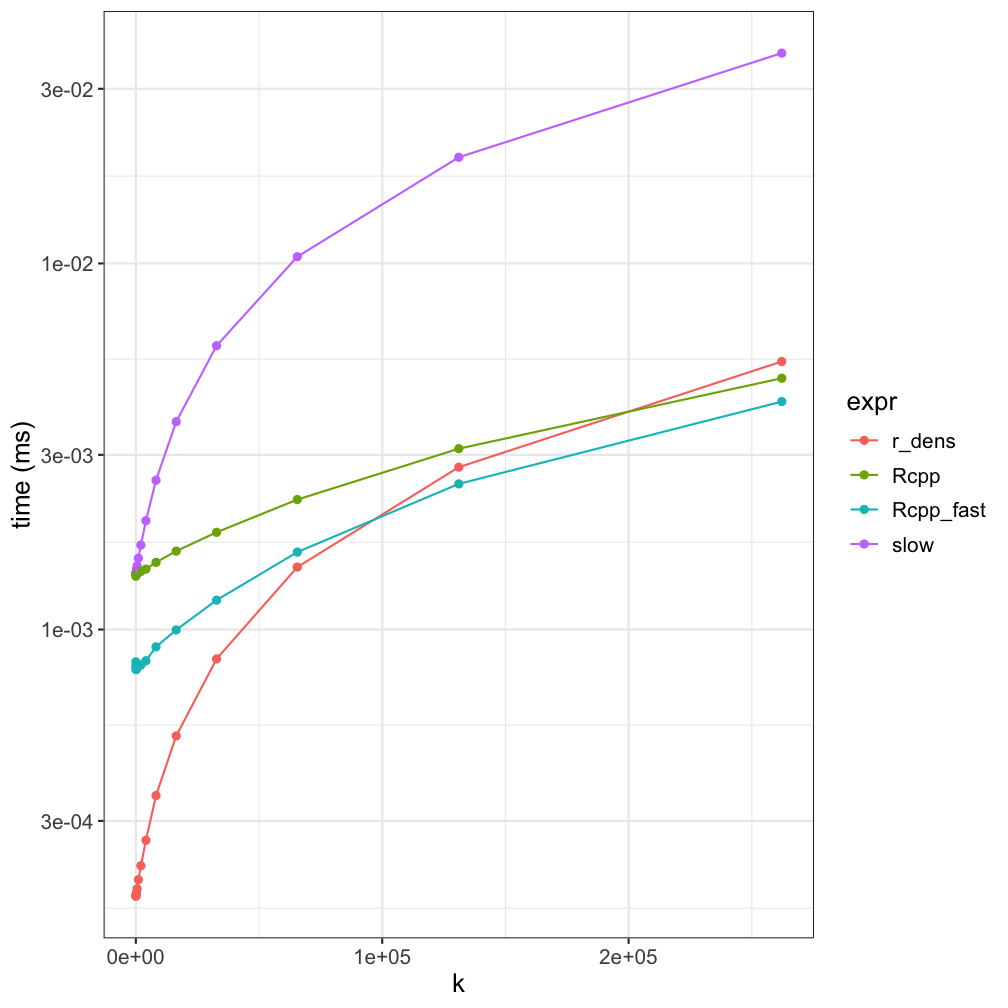 3e-02
1e-02
3e-03
1e-03
3e-04
time (ms)
0e+00 1e+05 2e+05
k
expr
r_dens
Rcpp
Rcpp_fast
slow